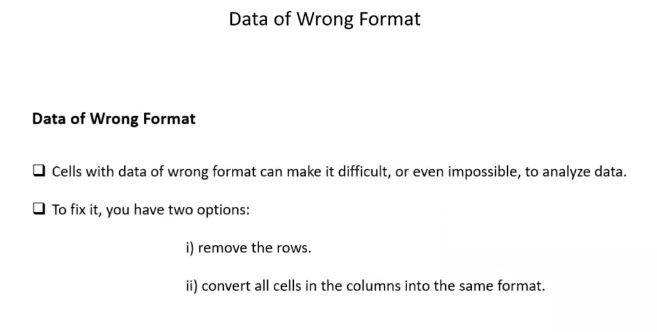 Data of Wrong Format
Data of Wrong Format
❑ Cells with data of wrong format can make it difficult, or even impossible, to analyze data.
❑ To fix it, you have two options:
i) remove the rows.
ii) convert all cells in the columns into the same format.